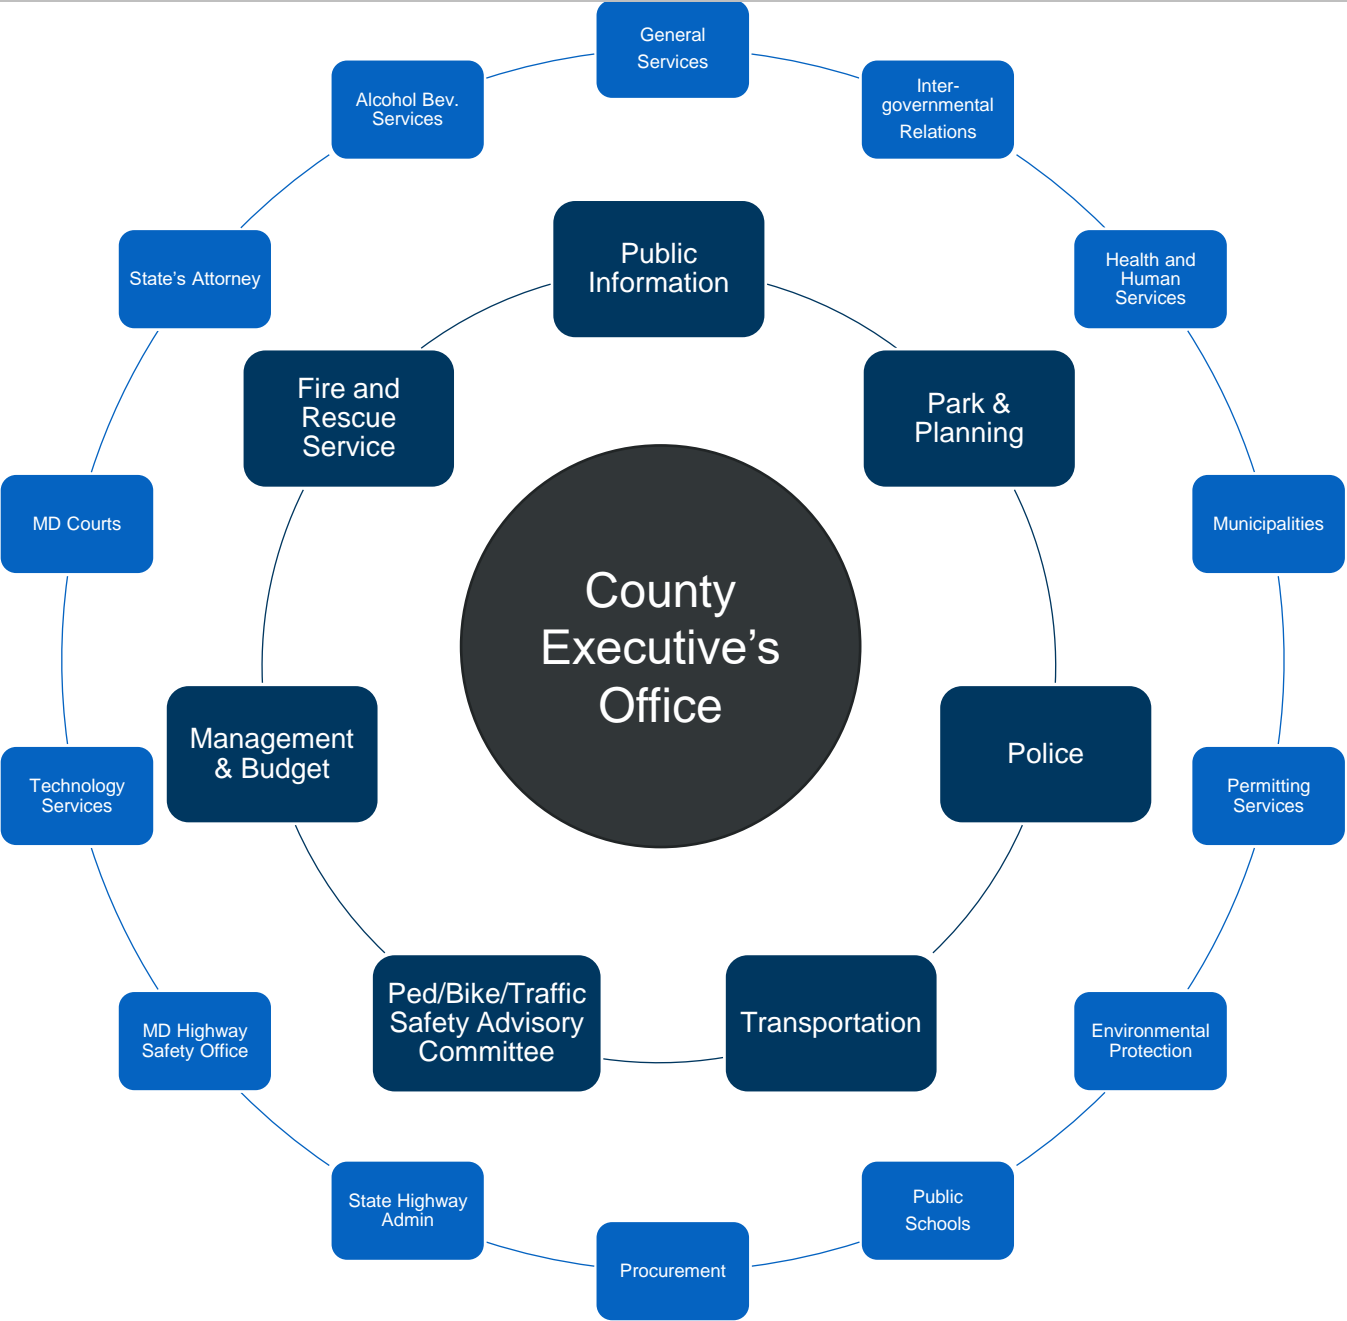 General
Services
Inter-
governmental
Relations
Health and
Human
Services
Municipalities
Permitting
Services
Environmental
Protection
Public
Schools
Procurement
State Highway
Admin
MD Highway
Safety Office
Technology
Services
MD Courts
State’s Attorney
Alcohol Bev.
Services
Public
Information
Park &
Planning
Police
Transportation
Ped/Bike/Traffic
Safety Advisory
Committee
Management
& Budget
Fire and
Rescue
Service
County
Executive’s
Office